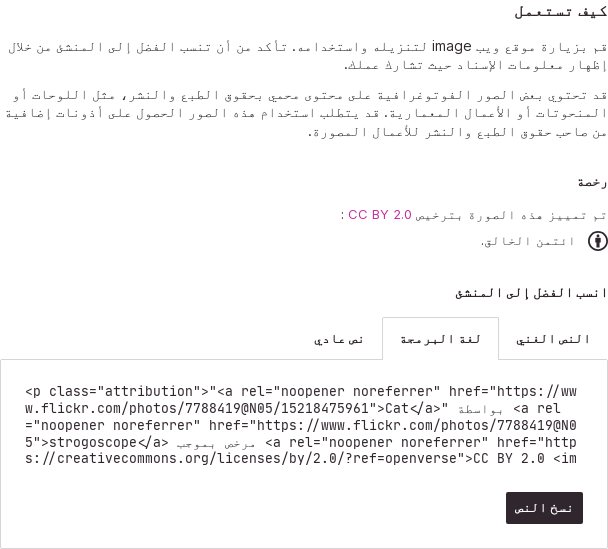 كيف تستعمل
قم بزيارة موقع ويب image لتنزيله واستخدامه. تأكد من أن تنسب الفضل إلى المنشئ من خلال
إظهار معلومات الإسناد حيث تشارك عملك.
قد تحتوي بعض الصور الفوتوغرافية على محتوى محمي بحقوق الطبع والنشر، مثل اللوحات أو
المنحوتات أو الأعمال المعمارية. قد يتطلب استخدام هذه الصور الحصول على أذونات إضافية
من صاحب حقوق الطبع والنشر للأعمال المصورة.
رخصة
تم تمييز هذه الصورة بترخيص CC BY 2.0 :
ائتمن الخالق.
انسب الفضل إلى المنشئ
النص الغني
لغة البرمجة
نص عادي
<p class="attribution">"<a rel="noopener noreferrer" href="https://ww
w.flickr.com/photos/7788419@N05/15218475961">Cat</a>" بواسطة <a rel
="noopener noreferrer" href="https://www.flickr.com/photos/7788419@N0
5">strogoscope</a> مرخص بموجب <a rel="noopener noreferrer" href="http
s://creativecommons.org/licenses/by/2.0/?ref=openverse">CC BY 2.0 <im
نسخ النص